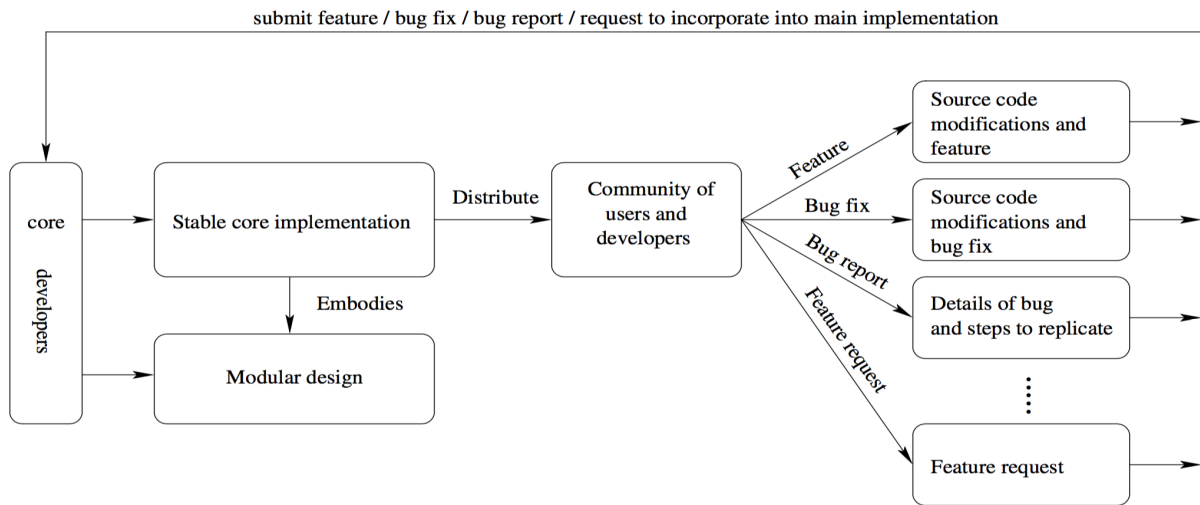 submit feature / bug fix / bug report / request to incorporate into main implementation
core
developers
Stable core implementation
Embodies
Modular design
Distribute
Community of
users and
developers
Feature
Bug fix
Bug report
Feature request
Source code
modifications and
feature
Source code
modifications and
bug fix
Details of bug
and steps to replicate
Feature request